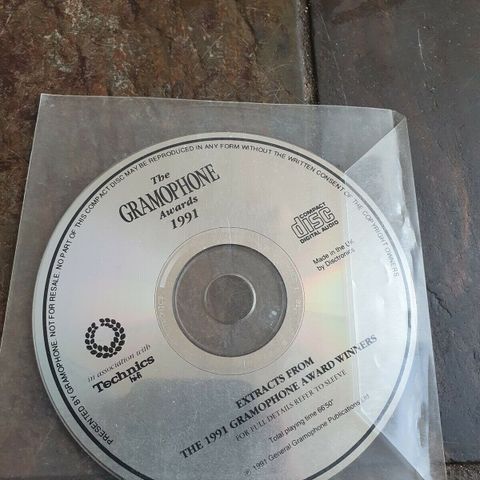 The
GRAMOPHONE
Awards
1991
COMPACT
disc
DIGITAL AUDIO
Made in the U.K.
by Disctronics
in association with
Technics
hifi
EXTRACTS FROM
THE 1991 GRAMOPHONE AWARD WINNERS
FOR FULL DETAILS REFER TO SLEEVE
Total playing time 66'50"
℗ 1991 General Gramophone Publications Ltd
PRESENTED BY GRAMOPHONE. NOT FOR RESALE. NO PART OF THIS COMPACT DISC MAY BE REPRODUCED IN ANY FORM WITHOUT THE WRITTEN CONSENT OF THE COPYRIGHT OWNERS.